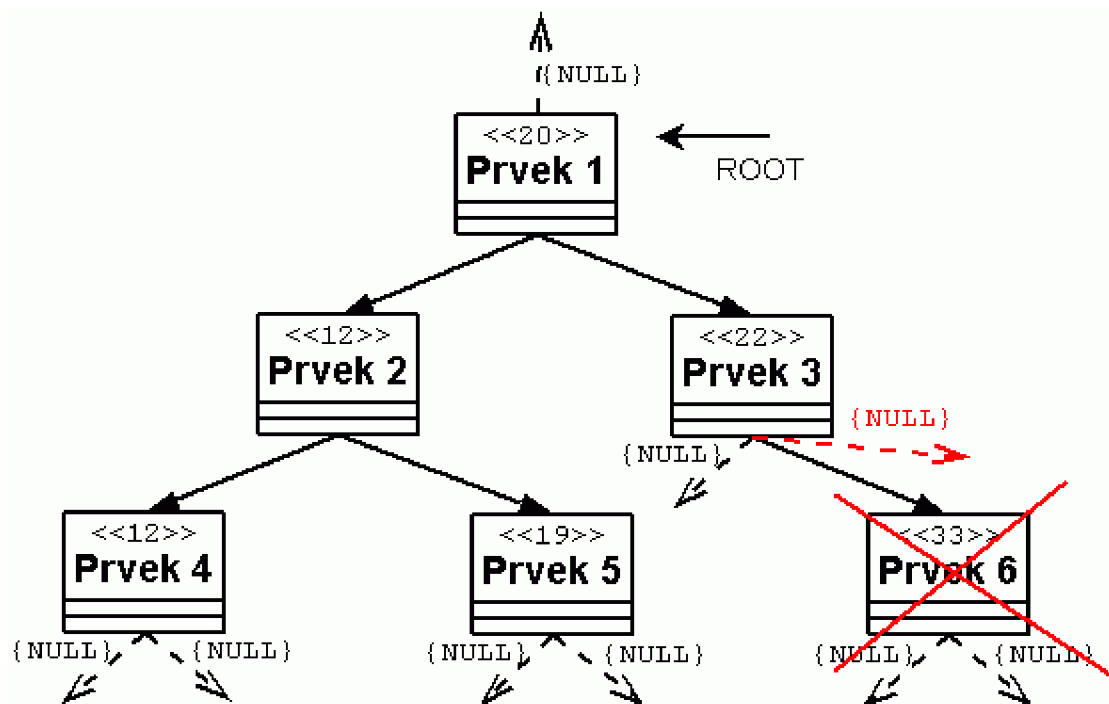 {NULL}
<<20>>
Prvek 1
ROOT
<<12>>
Prvek 2
<<22>>
Prvek 3
{NULL}
{NULL}
<<12>>
Prvek 4
<<19>>
Prvek 5
<<33>>
Prvek 6
{NULL}
{NULL}
{NULL}
{NULL}
{NULL}
{NULL}